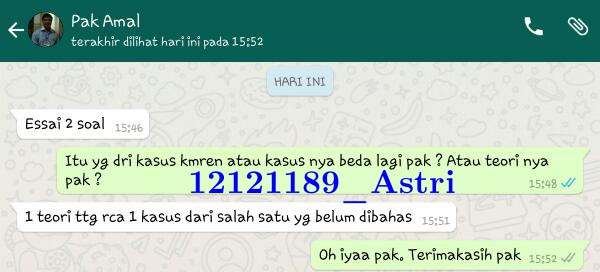 Pak Amal
terakhir dilihat hari ini pada 15:52
HARI INI
Essai 2 soal 15:46
Itu yg dri kasus kmren atau kasus nya beda lagi pak ? Atau teori nya
pak ? 15:48
12121189_Astri
1 teori ttg rca 1 kasus dari salah satu yg belum dibahas 15:51
Oh iyaa pak. Terimakasih pak 15:52